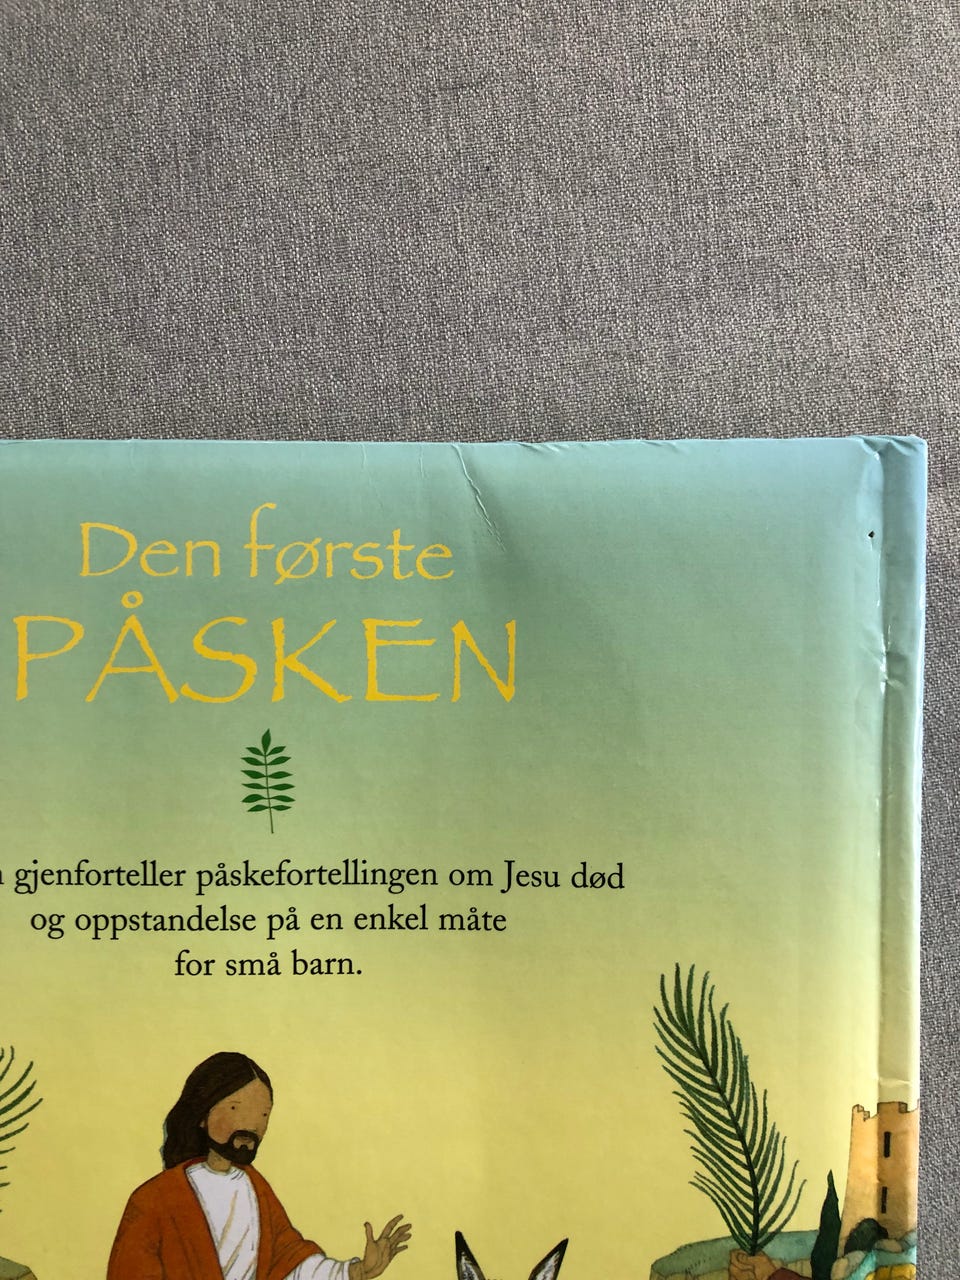 Den første
PÅSKEN
gjenforteller påskefortellingen om Jesu død
og oppstandelse på en enkel måte
for små barn.